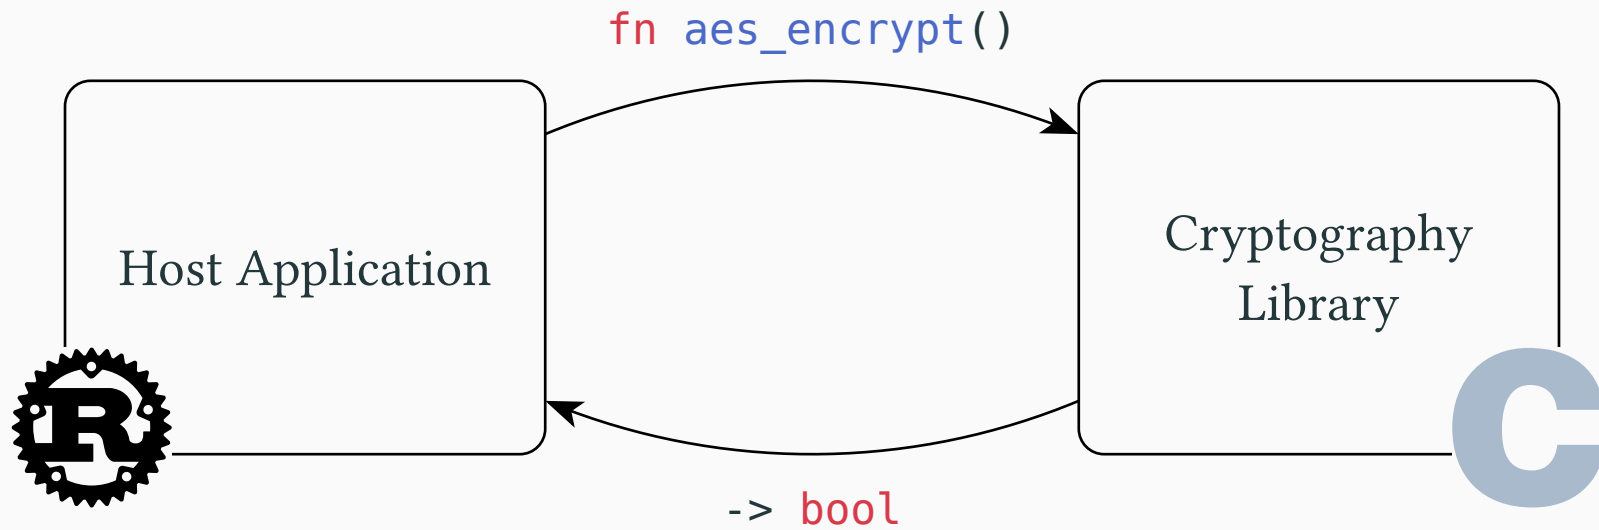 fn aes_encrypt()
Host Application
Cryptography
Library
R
C
-> bool